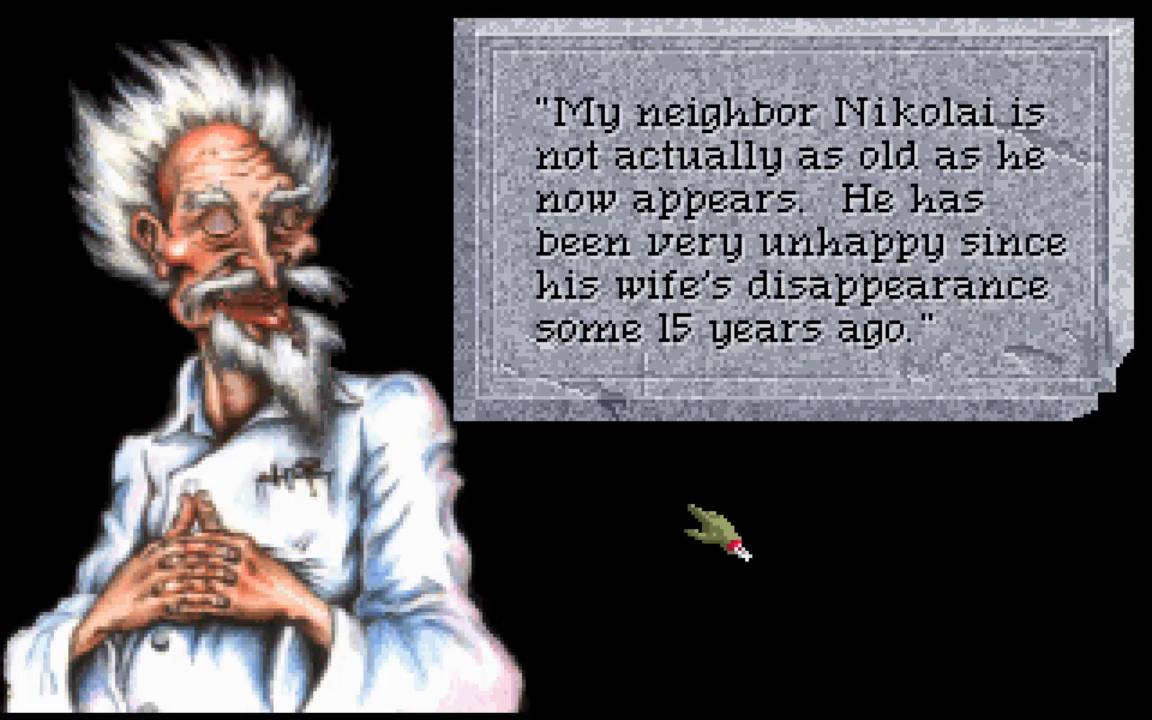 "My neighbor Nikolai is
not actually as old as he
now appears.  He has
been very unhappy since
his wife's disappearance
some 15 years ago."